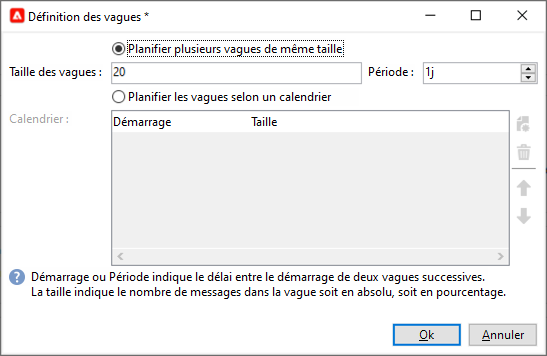 Définition des vagues *
Planifier plusieurs vagues de même taille
Taille des vagues : 20 Période : 1j
Planifier les vagues selon un calendrier
Calendrier :
Démarrage Taille
Démarrage ou Période indique le délai entre le démarrage de deux vagues successives.
La taille indique le nombre de messages dans la vague soit en absolu, soit en pourcentage.
Ok Annuler